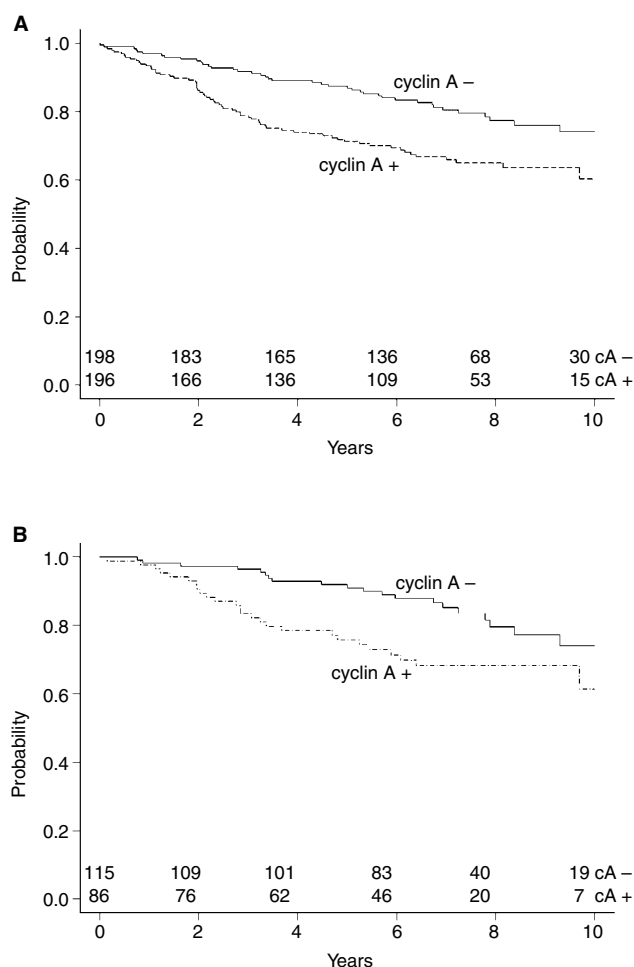 A
1.0
0.8
0.6
0.4
0.2
0.0
Probability
cyclin A –
cyclin A +
198 183 165 136 68 30 cA –
196 166 136 109 53 15 cA +
0 2 4 6 8 10
Years
B
1.0
0.8
0.6
0.4
0.2
0.0
Probability
cyclin A –
cyclin A +
115 109 101 83 40 19 cA –
86 76 62 46 20 7 cA +
0 2 4 6 8 10
Years